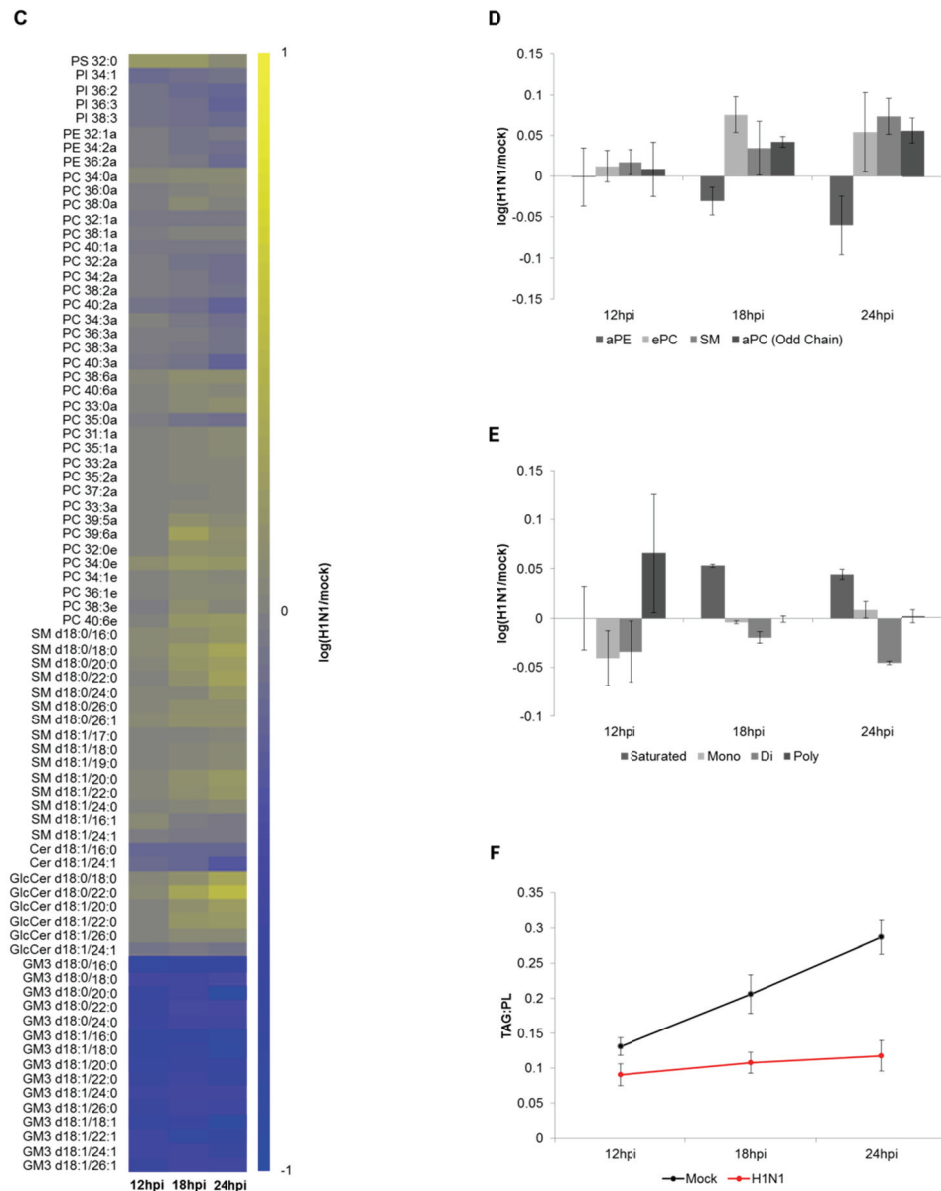 C
PS 32:0
PI 34:1
PI 36:2
PI 36:3
PI 38:3
PE 32:1a
PE 34:2a
PE 36:2a
PC 34:0a
PC 36:0a
PC 38:0a
PC 32:1a
PC 38:1a
PC 40:1a
PC 32:2a
PC 34:2a
PC 38:2a
PC 40:2a
PC 34:3a
PC 36:3a
PC 38:3a
PC 40:3a
PC 38:6a
PC 40:6a
PC 33:0a
PC 35:0a
PC 31:1a
PC 35:1a
PC 33:2a
PC 35:2a
PC 37:2a
PC 33:3a
PC 39:5a
PC 39:6a
PC 32:0e
PC 34:0e
PC 34:1e
PC 36:1e
PC 38:3e
PC 40:6e
SM d18:0/16:0
SM d18:0/18:0
SM d18:0/20:0
SM d18:0/22:0
SM d18:0/24:0
SM d18:0/26:0
SM d18:0/26:1
SM d18:1/17:0
SM d18:1/18:0
SM d18:1/19:0
SM d18:1/20:0
SM d18:1/22:0
SM d18:1/24:0
SM d18:1/16:1
SM d18:1/24:1
Cer d18:1/16:0
Cer d18:1/24:1
GlcCer d18:0/18:0
GlcCer d18:0/22:0
GlcCer d18:1/20:0
GlcCer d18:1/22:0
GlcCer d18:1/26:0
GlcCer d18:1/24:1
GM3 d18:0/16:0
GM3 d18:0/18:0
GM3 d18:0/20:0
GM3 d18:0/22:0
GM3 d18:0/24:0
GM3 d18:1/16:0
GM3 d18:1/18:0
GM3 d18:1/20:0
GM3 d18:1/22:0
GM3 d18:1/24:0
GM3 d18:1/26:0
GM3 d18:1/18:1
GM3 d18:1/22:1
GM3 d18:1/24:1
GM3 d18:1/26:1
12hpi 18hpi 24hpi
1
0
-1
log(H1N1/mock)
D
log(H1N1/mock)
0.15
0.1
0.05
0
-0.05
-0.1
-0.15
12hpi 18hpi 24hpi
aPE ePC SM aPC (Odd Chain)
E
log(H1N1/mock)
0.15
0.1
0.05
0
-0.05
-0.1
12hpi 18hpi 24hpi
Saturated Mono Di Poly
F
TAG:PL
0.35
0.3
0.25
0.2
0.15
0.1
0.05
0
12hpi 18hpi 24hpi
Mock H1N1